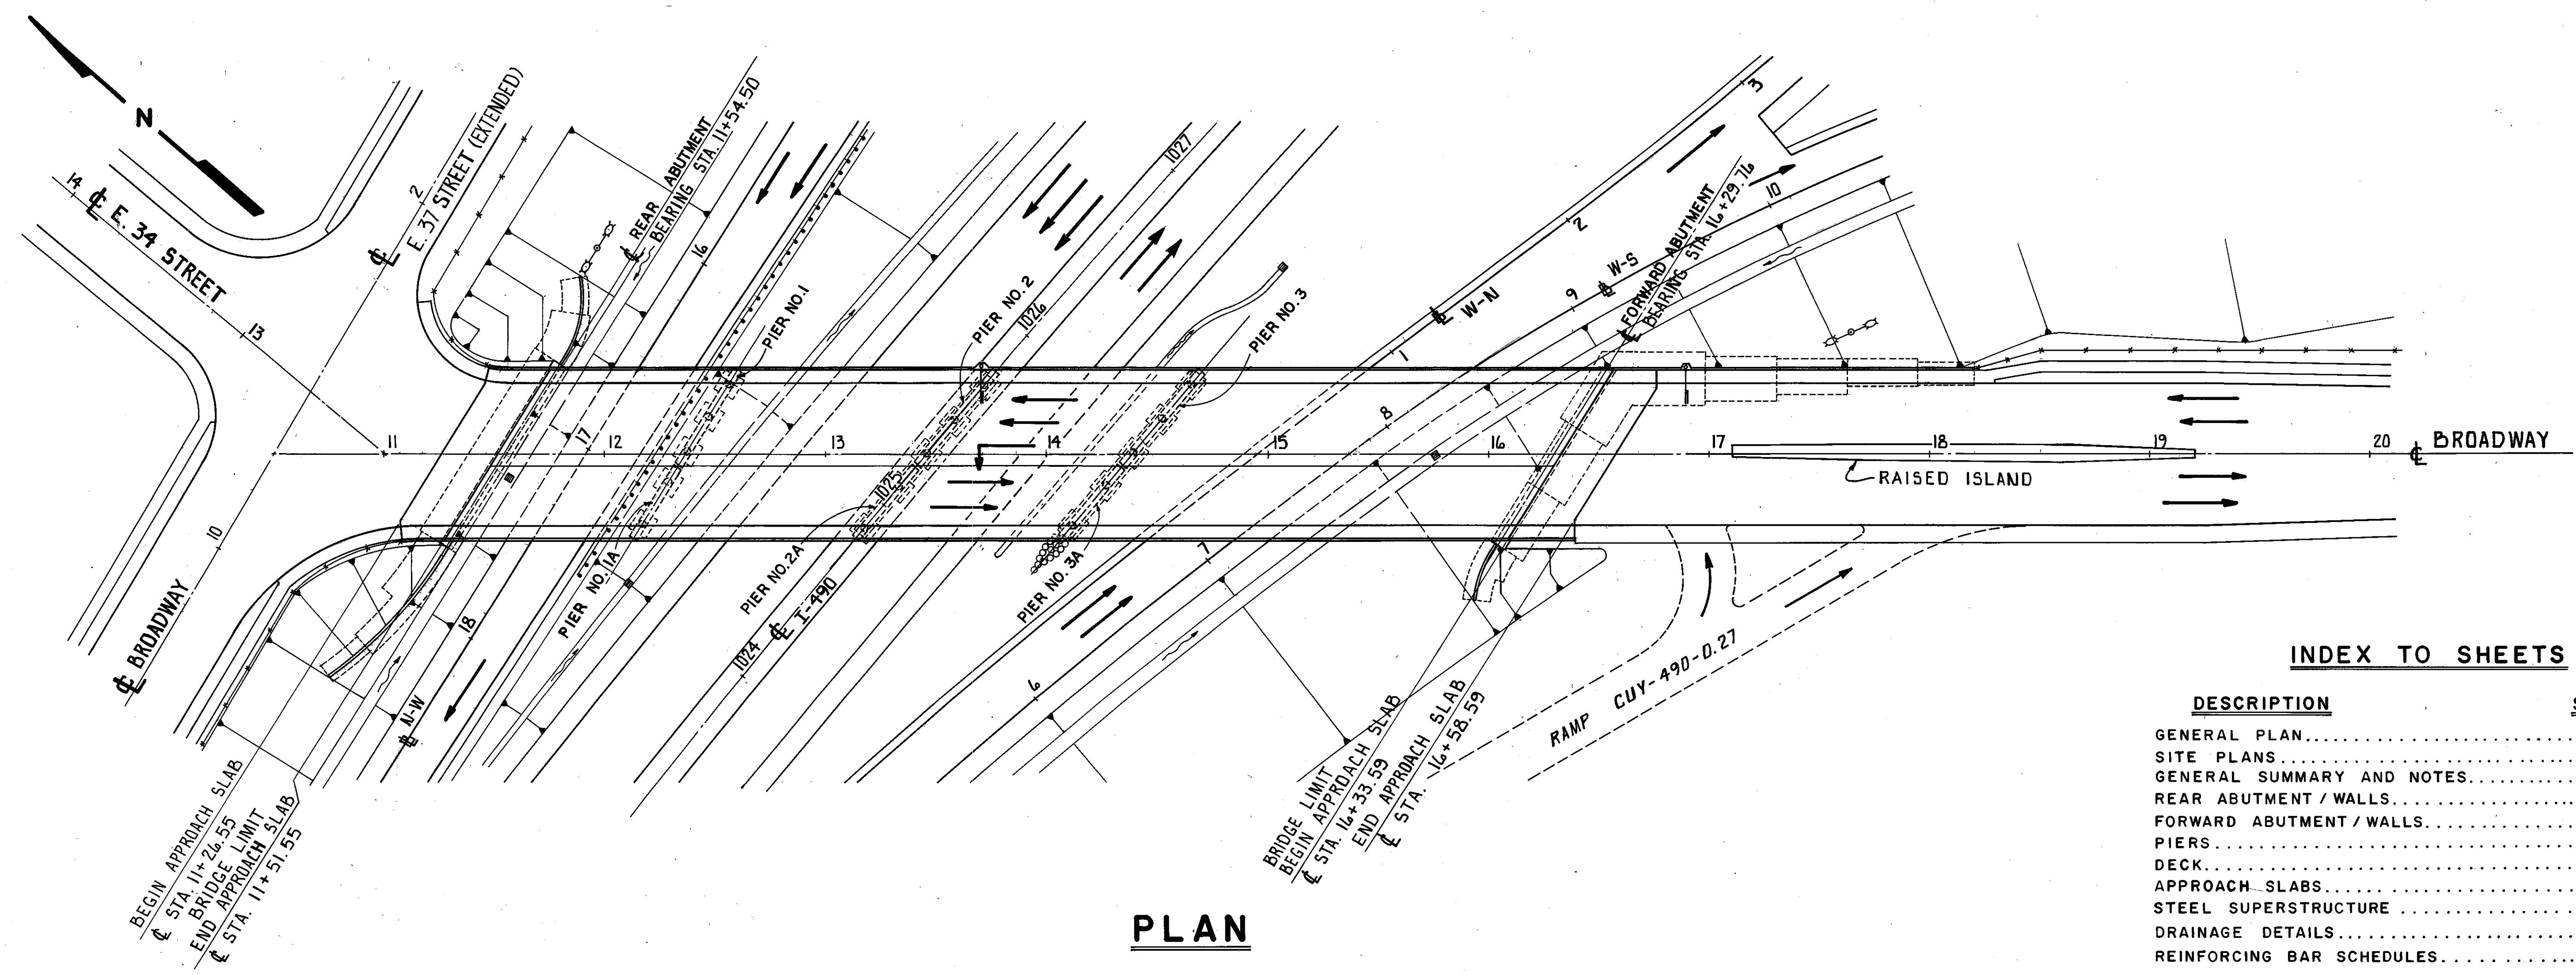 N
14
℄ E. 34 STREET
13
2
℄ E. 37 STREET (EXTENDED)
℄ REAR ABUTMENT
BEARING STA. 11+54.50
16
PIER NO.1
PIER NO. 2
1026
1027
PIER NO. 3
℄ W-N
1
2
3
9
℄ W-S
10
℄ FORWARD ABUTMENT
BEARING STA. 16+29.76
11
17
12
13
1025
14
15
8
16
17
18
19
20
℄ BROADWAY
RAISED ISLAND
10
℄ BROADWAY
18
℄ N-W
PIER NO. 1A
PIER NO.2A
1024
℄ I-490
PIER NO. 3A
7
6
RAMP CUY-490-0.27
BEGIN APPROACH SLAB
℄ STA. 11+26.55
BRIDGE LIMIT
END APPROACH SLAB
℄ STA. 11+51.55
BRIDGE LIMIT
BEGIN APPROACH SLAB
℄ STA. 16+33.59
END APPROACH SLAB
℄ STA. 16+58.59
PLAN
INDEX TO SHEETS
DESCRIPTION
GENERAL PLAN
SITE PLANS
GENERAL SUMMARY AND NOTES
REAR ABUTMENT / WALLS
FORWARD ABUTMENT / WALLS
PIERS
DECK
APPROACH SLABS
STEEL SUPERSTRUCTURE
DRAINAGE DETAILS
REINFORCING BAR SCHEDULES